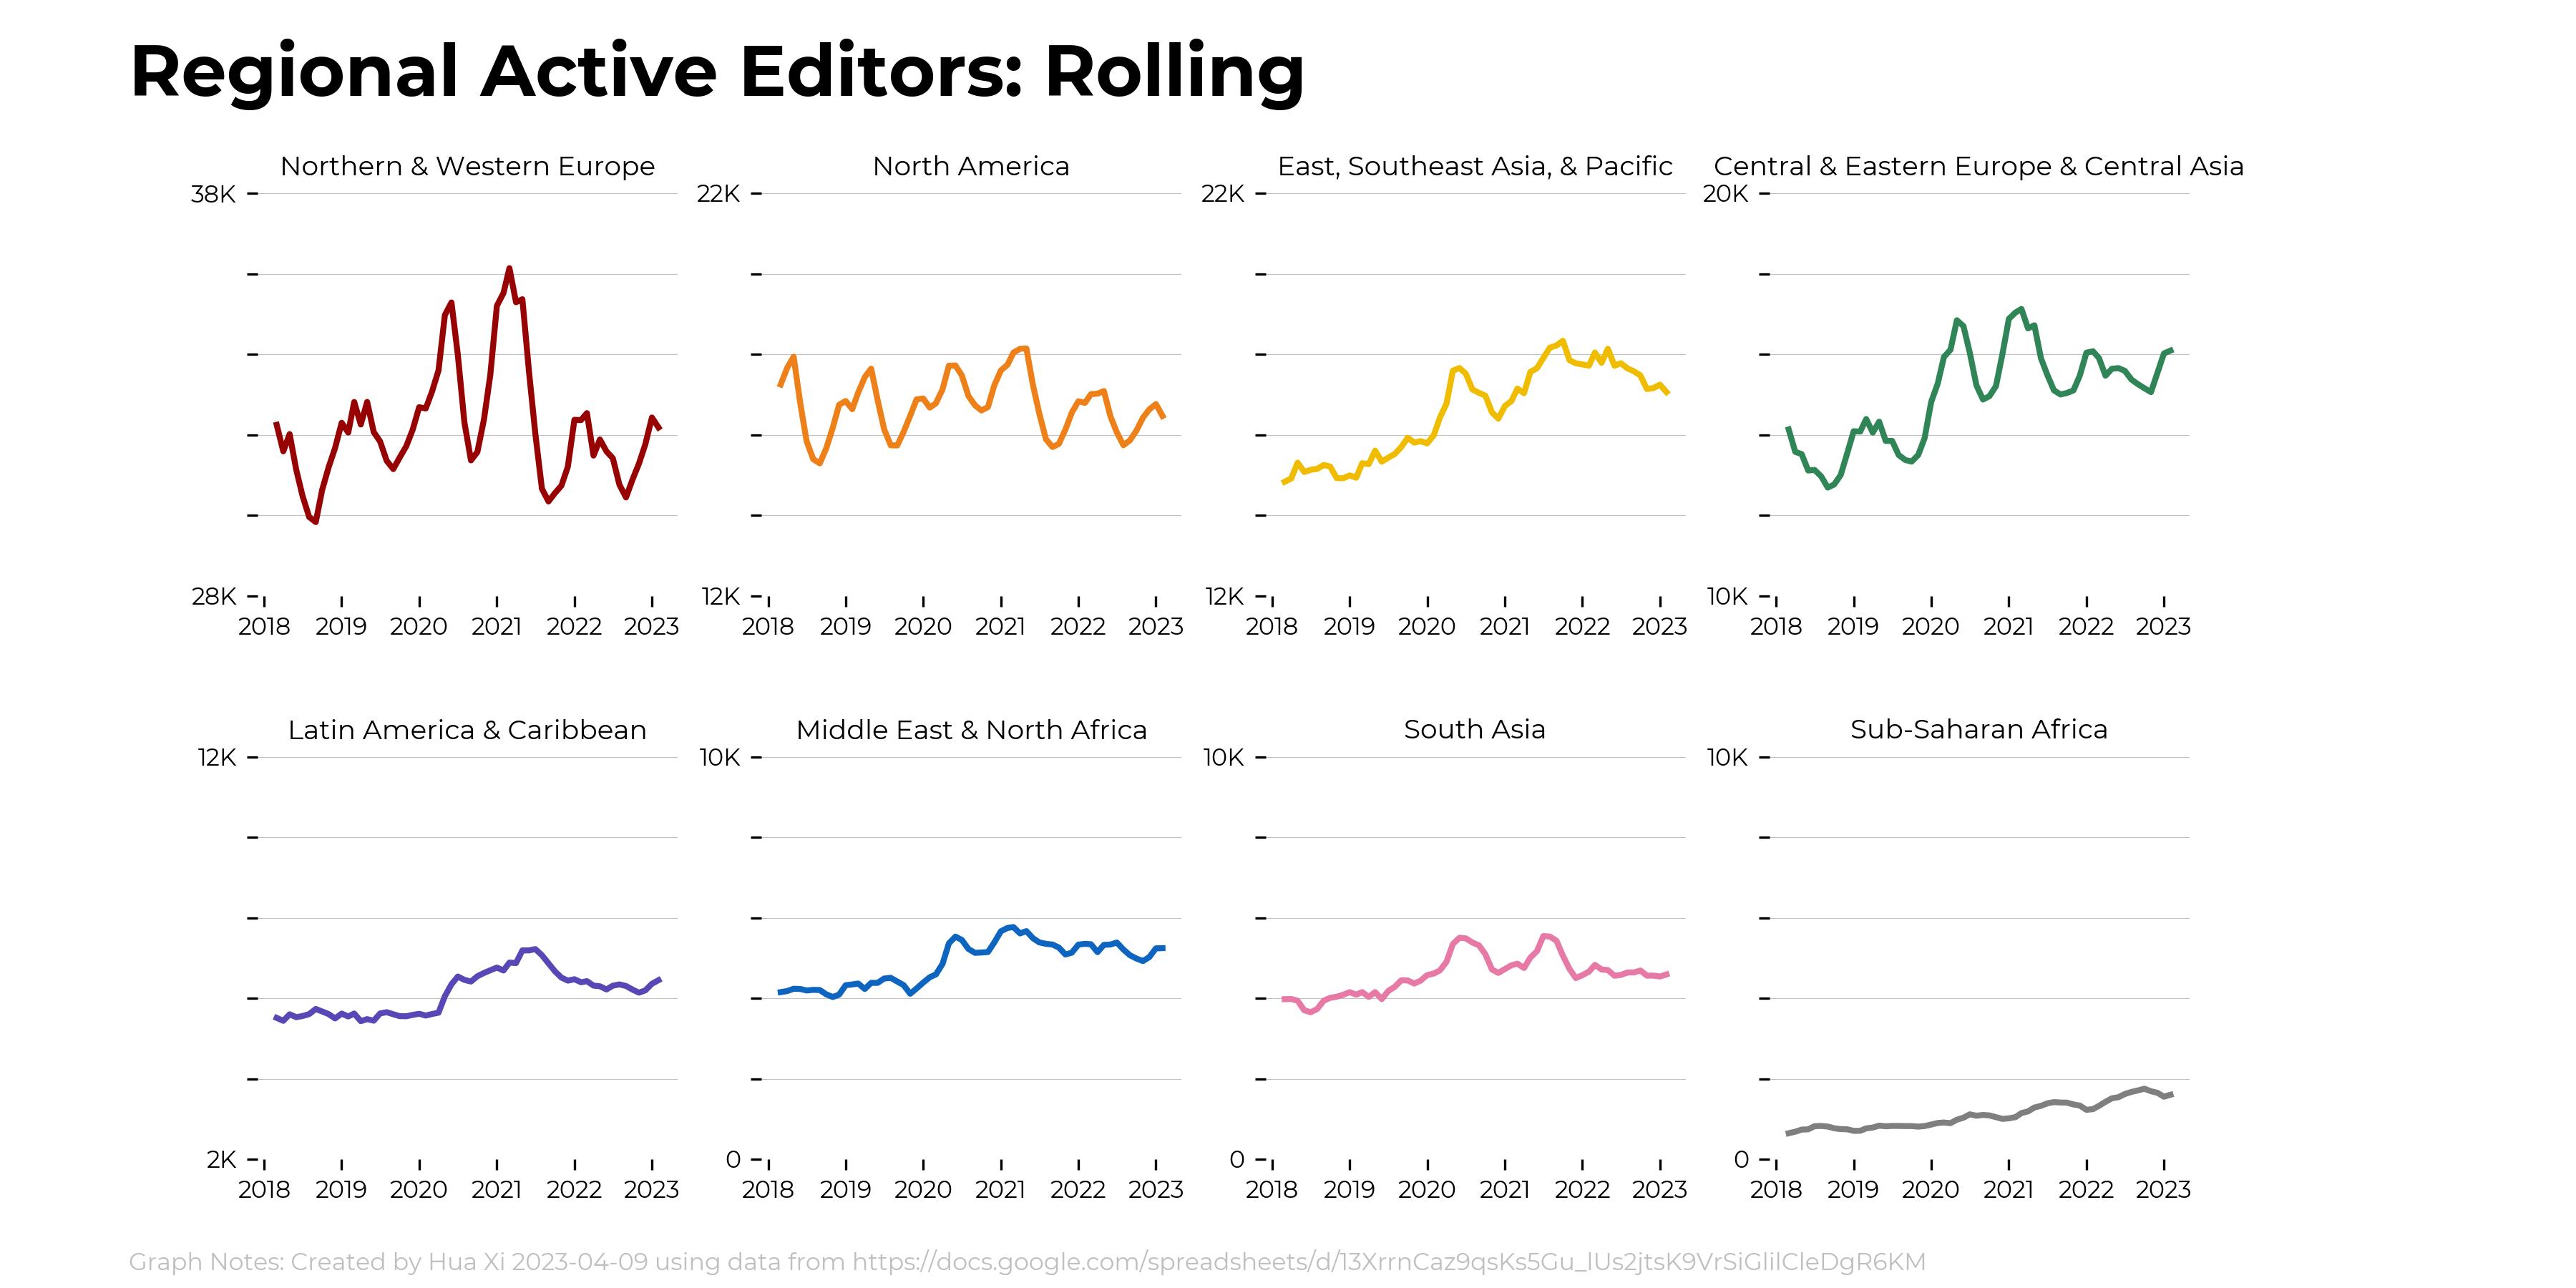 Regional Active Editors: Rolling
Northern & Western Europe
North America
East, Southeast Asia, & Pacific
Central & Eastern Europe & Central Asia
38K
22K
22K
20K
28K
12K
12K
10K
2018 2019 2020 2021 2022 2023
2018 2019 2020 2021 2022 2023
2018 2019 2020 2021 2022 2023
2018 2019 2020 2021 2022 2023
Latin America & Caribbean
Middle East & North Africa
South Asia
Sub-Saharan Africa
12K
10K
10K
10K
2K
0
0
0
2018 2019 2020 2021 2022 2023
2018 2019 2020 2021 2022 2023
2018 2019 2020 2021 2022 2023
2018 2019 2020 2021 2022 2023
Graph Notes: Created by Hua Xi 2023-04-09 using data from https://docs.google.com/spreadsheets/d/13XrrnCaz9qsKs5Gu_lUs2jtsK9VrSiGlilCleDgR6KM